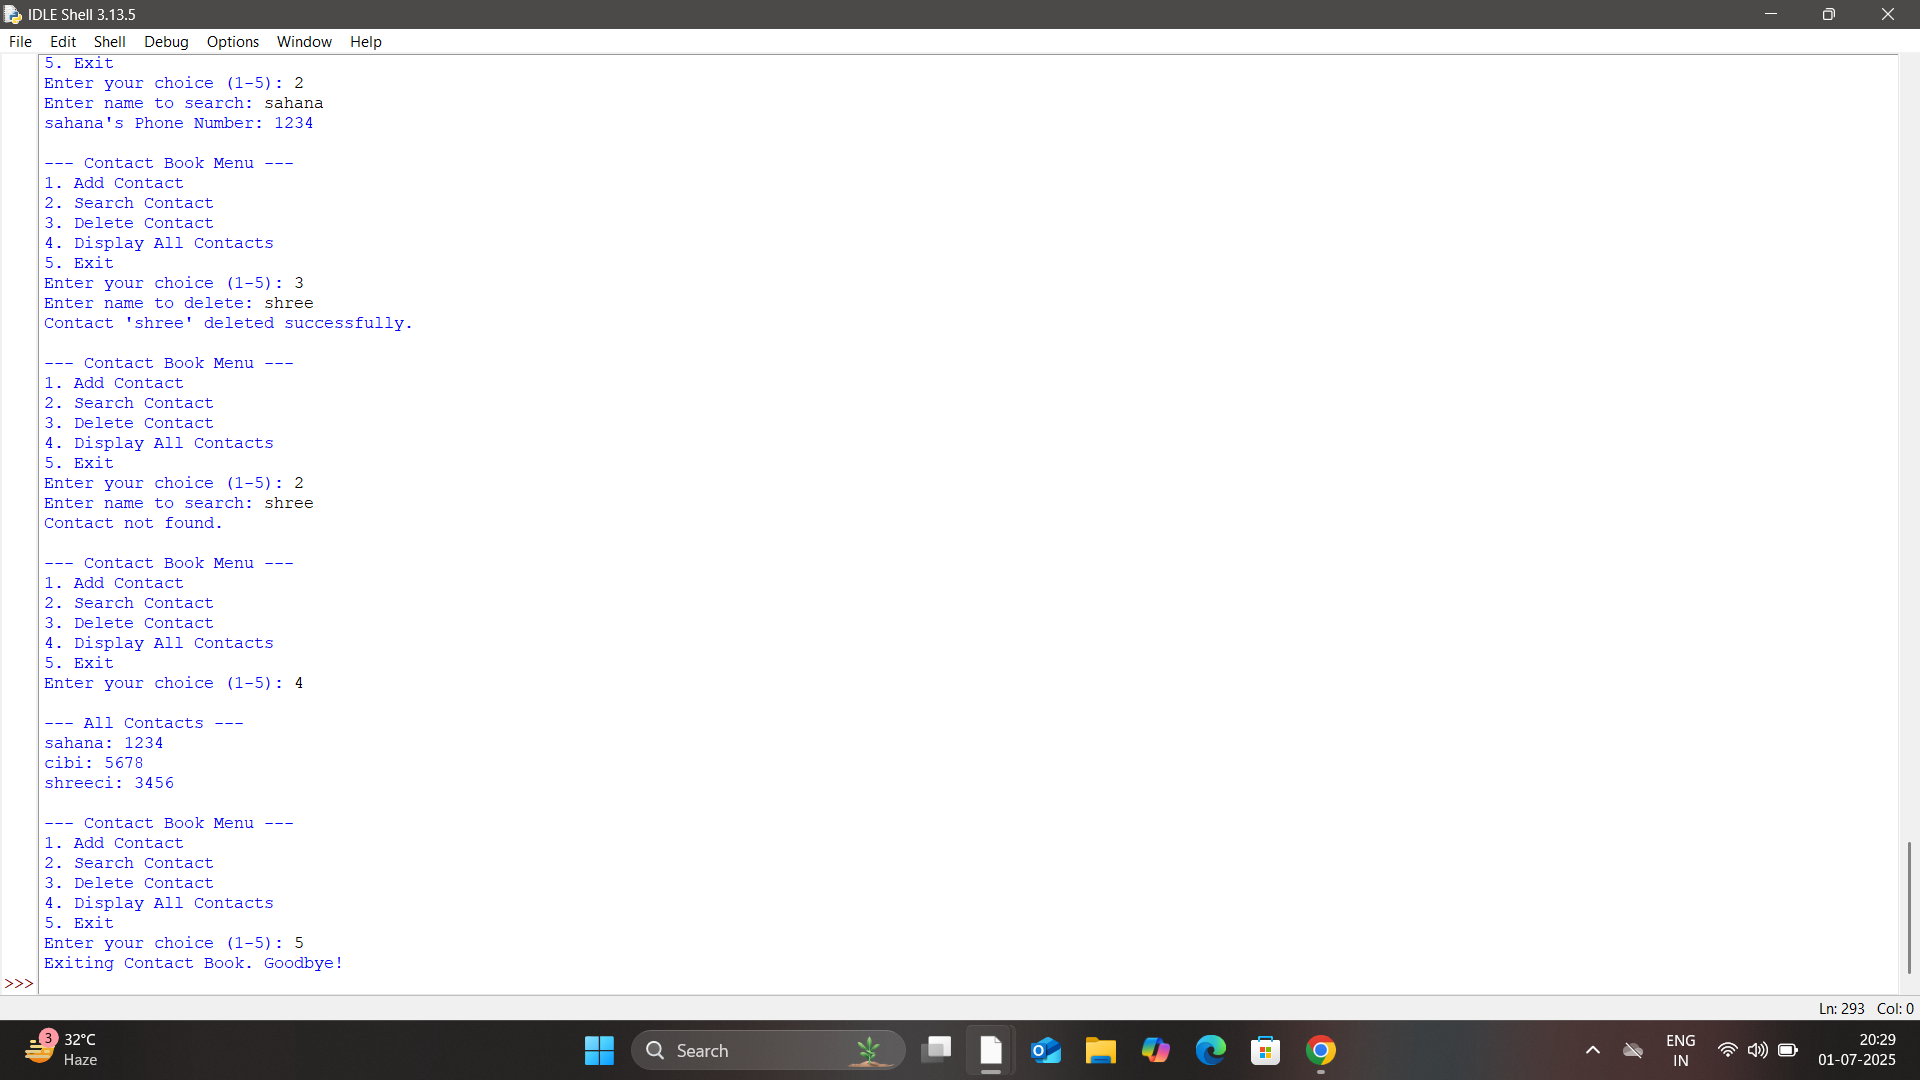 IDLE Shell 3.13.5
File Edit Shell Debug Options Window Help
5. Exit
Enter your choice (1-5): 2
Enter name to search: sahana
sahana's Phone Number: 1234
--- Contact Book Menu ---
1. Add Contact
2. Search Contact
3. Delete Contact
4. Display All Contacts
5. Exit
Enter your choice (1-5): 3
Enter name to delete: shree
Contact 'shree' deleted successfully.
--- Contact Book Menu ---
1. Add Contact
2. Search Contact
3. Delete Contact
4. Display All Contacts
5. Exit
Enter your choice (1-5): 2
Enter name to search: shree
Contact not found.
--- Contact Book Menu ---
1. Add Contact
2. Search Contact
3. Delete Contact
4. Display All Contacts
5. Exit
Enter your choice (1-5): 4
--- All Contacts ---
sahana: 1234
cibi: 5678
shreeci: 3456
--- Contact Book Menu ---
1. Add Contact
2. Search Contact
3. Delete Contact
4. Display All Contacts
5. Exit
Enter your choice (1-5): 5
Exiting Contact Book. Goodbye!
>>>
Ln: 293 Col: 0
3
32°C
Haze
Search
ENG
IN
20:29
01-07-2025